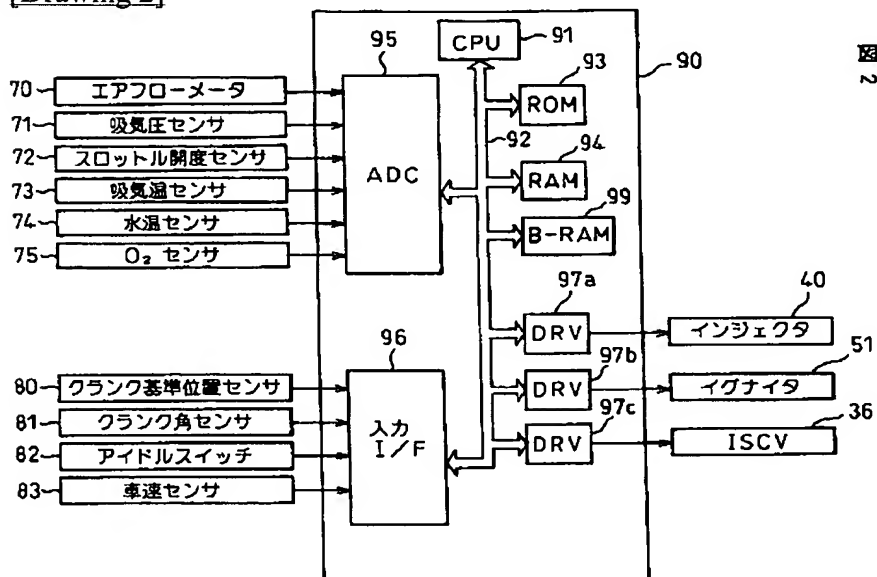 [Drawing 2]
図 2
90
CPU 91
95
93
ROM
92
94
RAM
99
B-RAM
70 エアフローメータ
71 吸気圧センサ
72 スロットル開度センサ
73 吸気温センサ
74 水温センサ
75 O₂ センサ
ADC
97a
DRV
40
インジェクタ
97b
DRV
51
イグナイタ
97c
DRV
36
ISCV
96
80 クランク基準位置センサ
81 クランク角センサ
82 アイドルスイッチ
83 車速センサ
入力
I/F